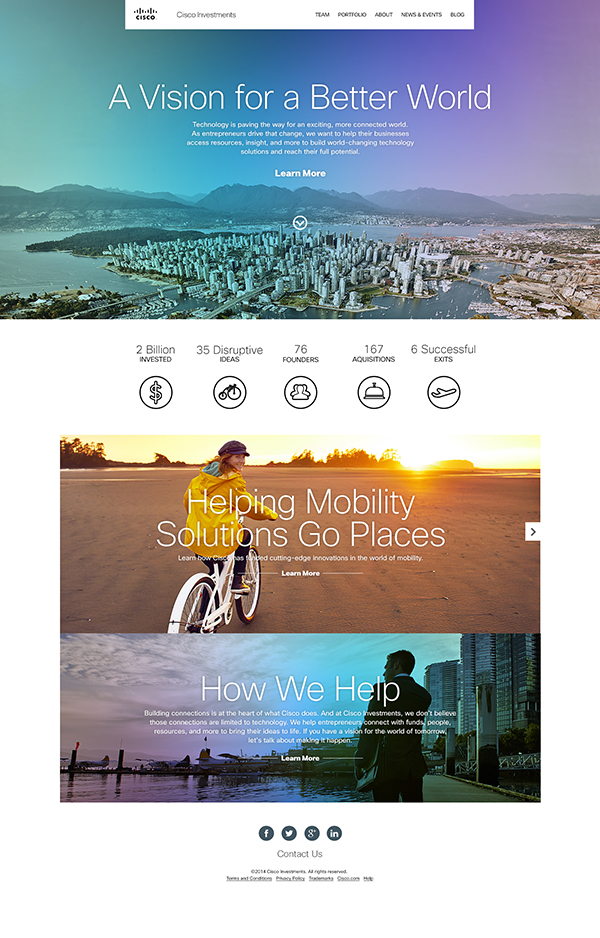 CISCO
Cisco Investments
TEAM PORTFOLIO ABOUT NEWS & EVENTS BLOG
A Vision for a Better World
Technology is paving the way for an exciting, more connected world.
As entrepreneurs drive that change, we want to help their businesses
access resources, insight, and more to build world-changing technology
solutions and reach their full potential.
Learn More
2 Billion
INVESTED
35 Disruptive
IDEAS
76
FOUNDERS
167
AQUISITIONS
6 Successful
EXITS
Helping Mobility
Solutions Go Places
Learn how Cisco has funded cutting-edge innovations in the world of mobility.
Learn More
How We Help
Building connections is at the heart of what Cisco does. And at Cisco Investments, we don't believe
those connections are limited to technology. We help entrepreneurs connect with funds, people,
resources, and more to bring their ideas to life. If you have a vision for the world of tomorrow,
let's talk about making it happen.
Learn More
f g+ in
Contact Us
©2014 Cisco Investments. All rights reserved.
Terms and Conditions Privacy Policy Trademarks Cisco.com Help